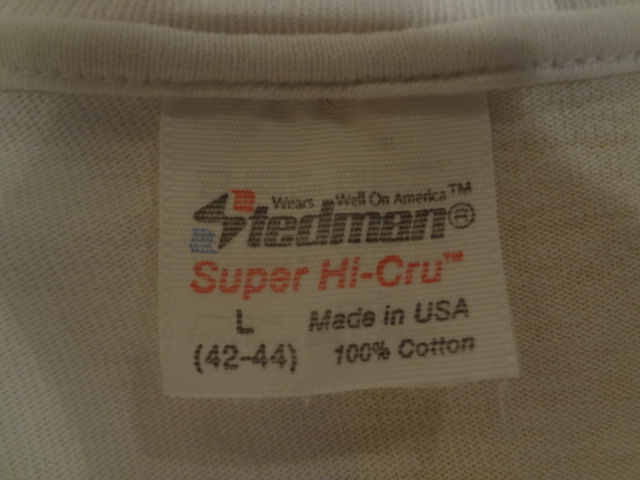 Wears Well On America™
Stedman®
Super Hi-Cru™
L Made in USA
(42-44) 100% Cotton